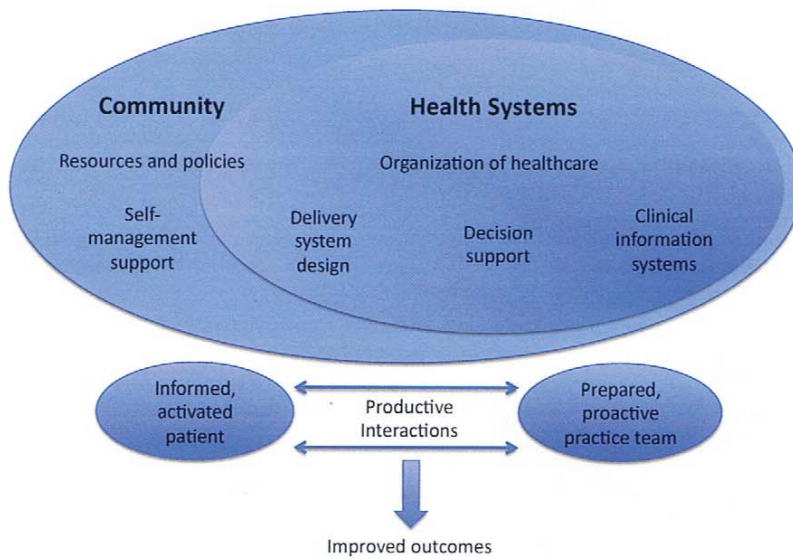 Community
Health Systems
Resources and policies
Organization of healthcare
Self-
management
support
Delivery
system
design
Decision
support
Clinical
information
systems
Informed,
activated
patient
Productive
Interactions
Prepared,
proactive
practice team
Improved outcomes